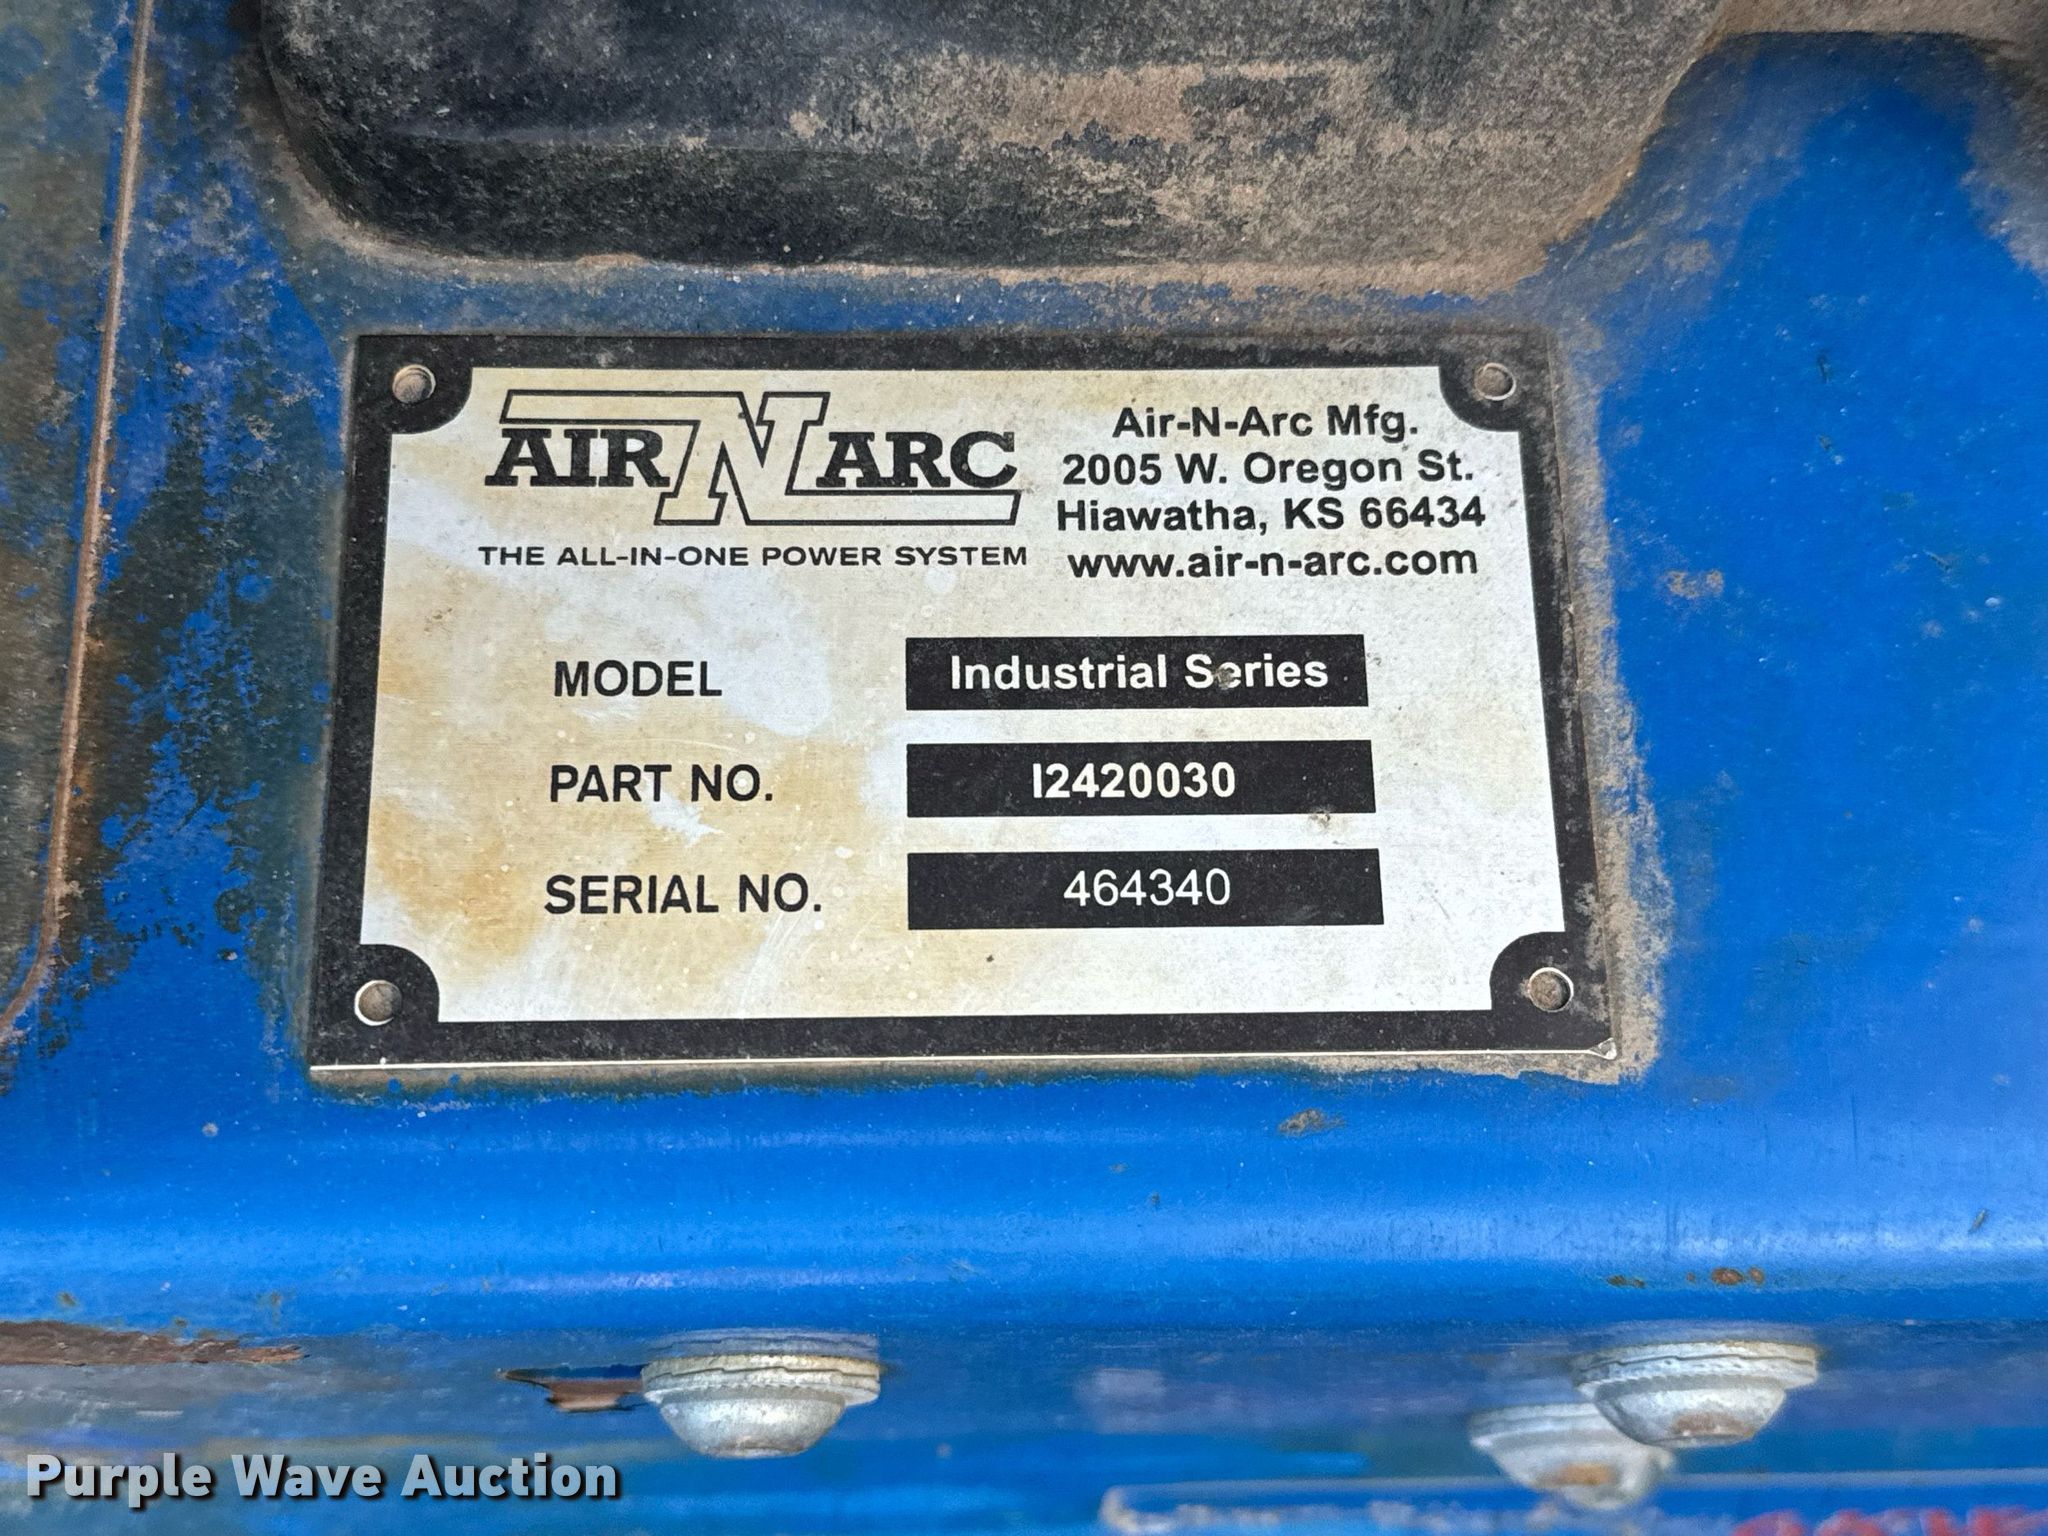 AIR N ARC
THE ALL-IN-ONE POWER SYSTEM
Air-N-Arc Mfg.
2005 W. Oregon St.
Hiawatha, KS 66434
www.air-n-arc.com
MODEL Industrial Series
PART NO. I2420030
SERIAL NO. 464340
Purple Wave Auction